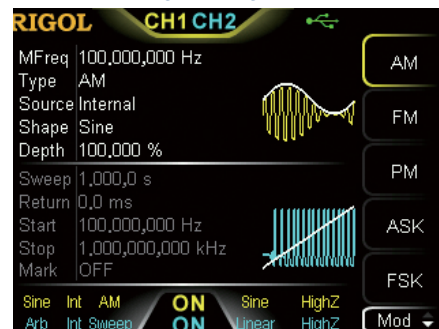 RIGOL CH1 CH2
MFreq 100.000,000 Hz
Type AM
Source Internal
Shape Sine
Depth 100.000 %
Sweep 1.000,0 s
Return 0.0 ms
Start 100.000,000 Hz
Stop 1.000,000,000 kHz
Mark OFF
AM
FM
PM
ASK
FSK
Mod
Sine Int AM ON Sine HighZ
Arb Int Sweep ON Linear HighZ